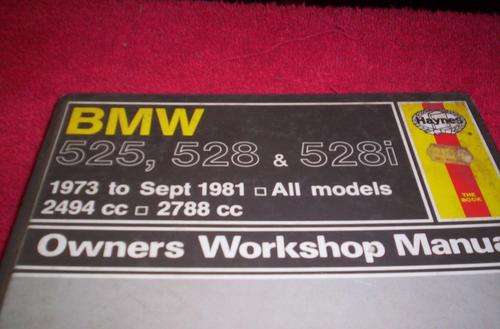 BMW
525, 528 & 528i
1973 to Sept 1981 □ All models
2494 cc □ 2788 cc
Haynes
THE
BOOK
Owners Workshop Manua